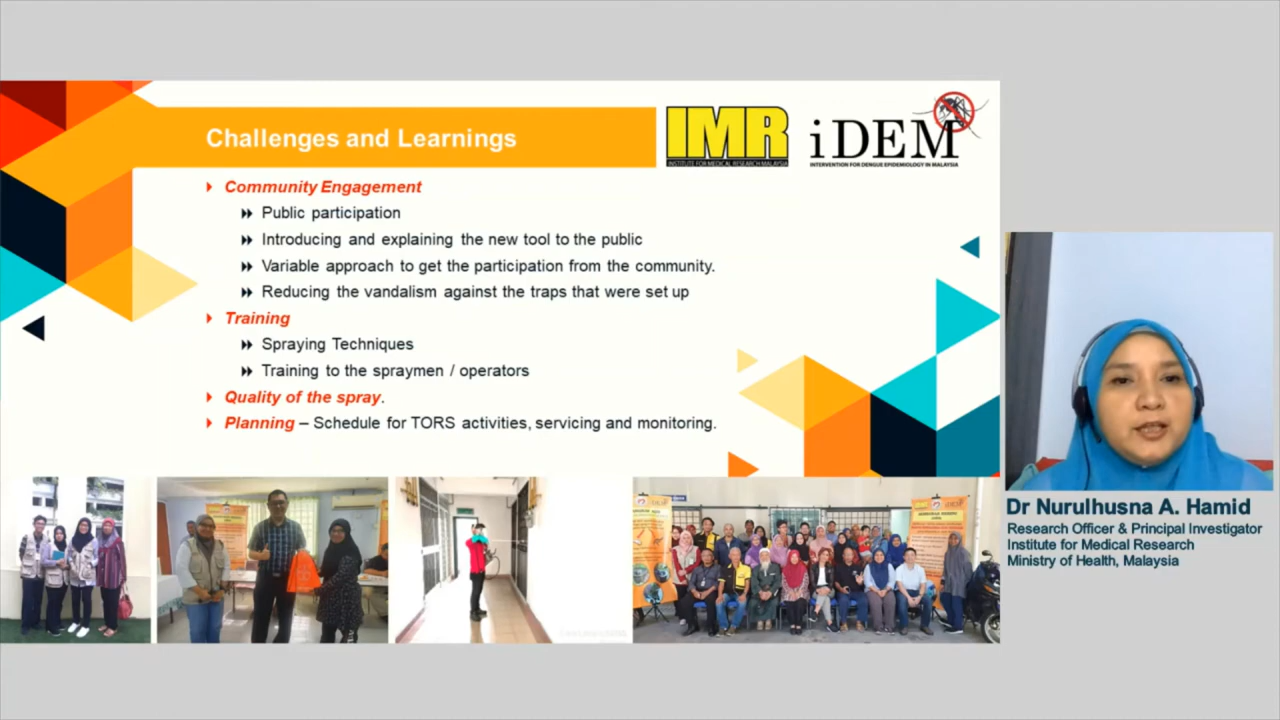 Challenges and Learnings
IMR
INSTITUTE FOR MEDICAL RESEARCH MALAYSIA
iDEM
INTERVENTION FOR DENGUE EPIDEMIOLOGY IN MALAYSIA
Community Engagement
Public participation
Introducing and explaining the new tool to the public
Variable approach to get the participation from the community.
Reducing the vandalism against the traps that were set up
Training
Spraying Techniques
Training to the spraymen / operators
Quality of the spray.
Planning – Schedule for TORS activities, servicing and monitoring.
Dr Nurulhusna A. Hamid
Research Officer & Principal Investigator
Institute for Medical Research
Ministry of Health, Malaysia